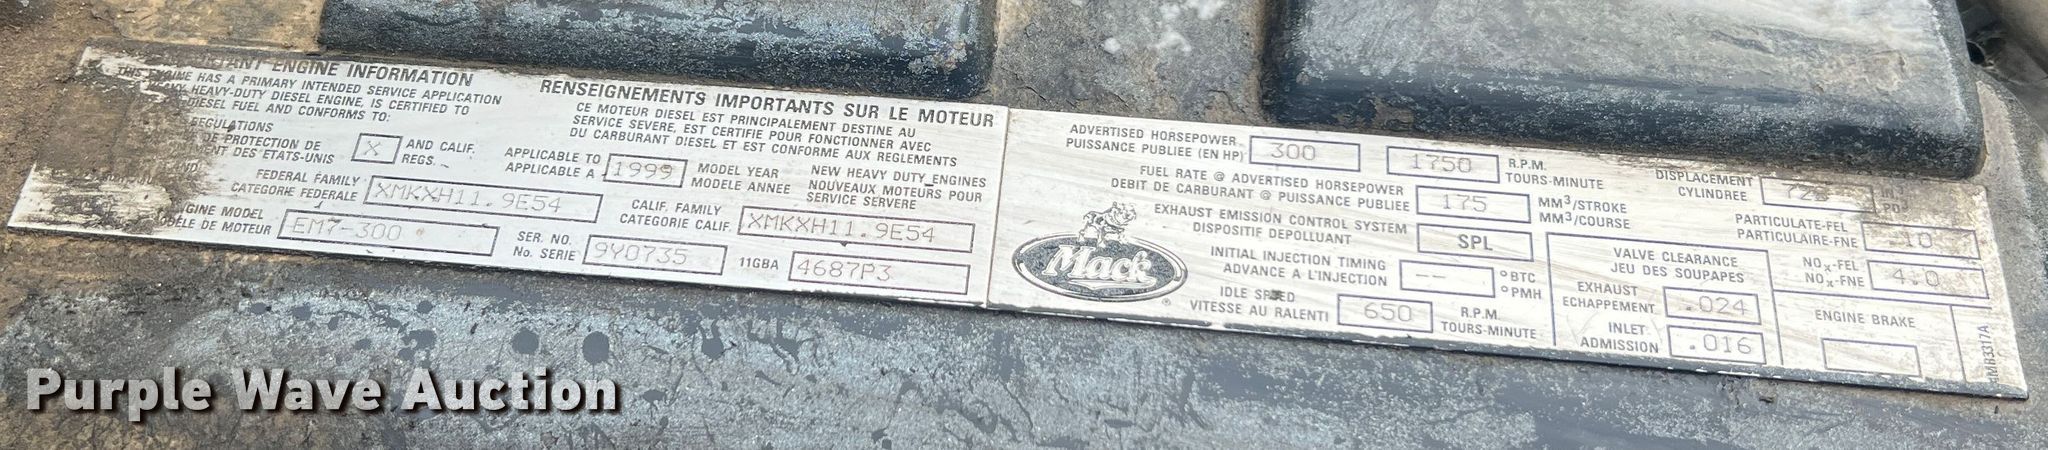 IMPORTANT ENGINE INFORMATION
THIS ENGINE HAS A PRIMARY INTENDED SERVICE APPLICATION
HEAVY-DUTY DIESEL ENGINE, IS CERTIFIED TO
DIESEL FUEL AND CONFORMS TO:
REGULATIONS
DE PROTECTION DE
DES ETATS-UNIS
X AND CALIF.
REGS.
FEDERAL FAMILY
CATEGORIE FEDERALE XMKXH11.9E54
ENGINE MODEL
DE MOTEUR EM7-300
RENSEIGNEMENTS IMPORTANTS SUR LE MOTEUR
CE MOTEUR DIESEL EST PRINCIPALEMENT DESTINE AU
SERVICE SEVERE, EST CERTIFIE POUR FONCTIONNER AVEC
DU CARBURANT DIESEL ET EST CONFORME AUX REGLEMENTS
APPLICABLE TO
APPLICABLE A 1999 MODEL YEAR
MODELE ANNEE
NEW HEAVY DUTY ENGINES
NOUVEAUX MOTEURS POUR
SERVICE SERVERE
CALIF. FAMILY
CATEGORIE CALIF. XMKXH11.9E54
SER. NO.
No. SERIE 9Y0735
11GBA 4687P3
ADVERTISED HORSEPOWER
PUISSANCE PUBLIEE (EN HP) 300 1750 R.P.M.
TOURS-MINUTE
FUEL RATE @ ADVERTISED HORSEPOWER
DEBIT DE CARBURANT @ PUISSANCE PUBLIEE 175 MM³/STROKE
MM³/COURSE
EXHAUST EMISSION CONTROL SYSTEM
DISPOSITIF DEPOLLUANT SPL
INITIAL INJECTION TIMING
AVANCE A L'INJECTION -- °BTC
°PMH
IDLE SPEED
VITESSE AU RALENTI 650 R.P.M.
TOURS-MINUTE
Mack ®
DISPLACEMENT
CYLINDREE IN³
PO³
PARTICULATE-FEL
PARTICULAIRE-FNE .10
NOx-FEL
NOx-FNE 4.0
VALVE CLEARANCE
JEU DES SOUPAPES
EXHAUST
ECHAPPEMENT .024
INLET
ADMISSION .016
ENGINE BRAKE
Purple Wave Auction